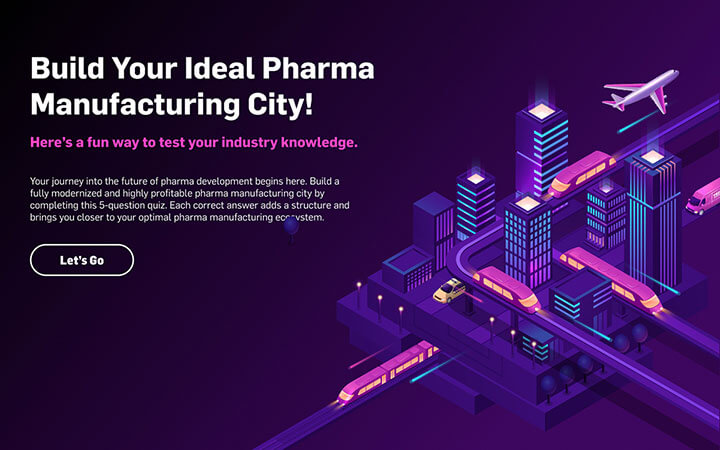 Build Your Ideal Pharma
Manufacturing City!
Here's a fun way to test your industry knowledge.
Your journey into the future of pharma development begins here. Build a
fully modernized and highly profitable pharma manufacturing city by
completing this 5-question quiz. Each correct answer adds a structure and
brings you closer to your optimal pharma manufacturing ecosystem.
Let's Go